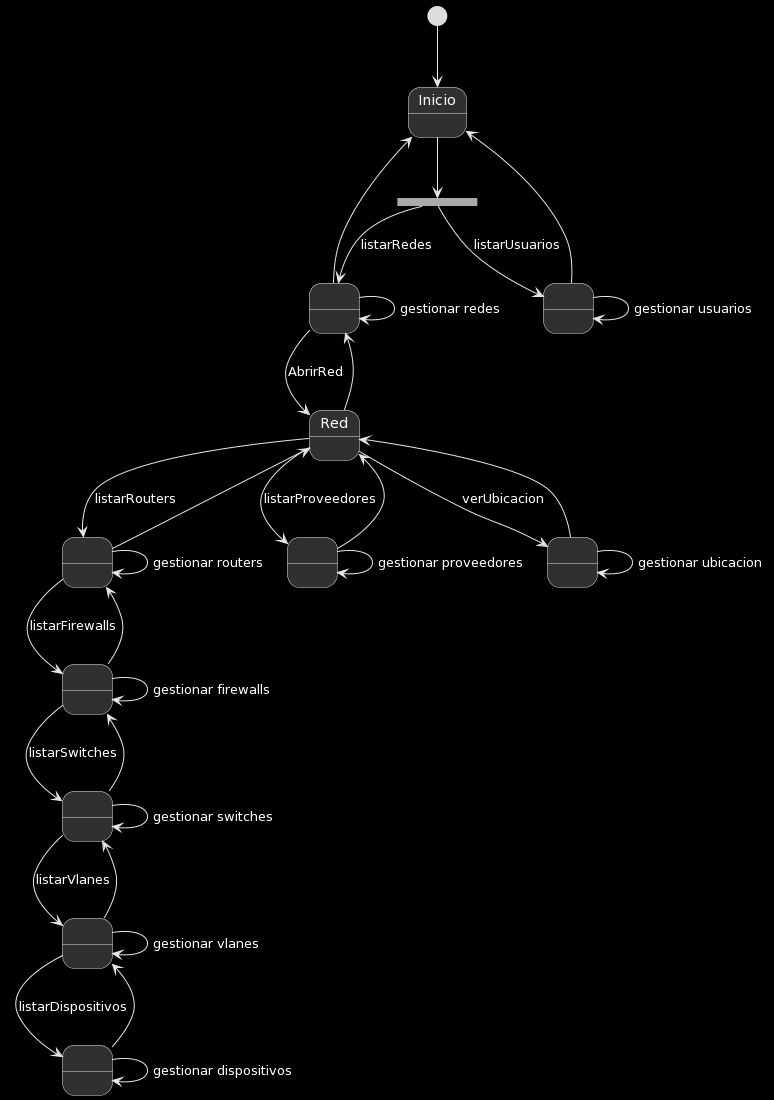 Inicio
listarRedes
listarUsuarios
gestionar redes
gestionar usuarios
AbrirRed
Red
listarRouters
listarProveedores
verUbicacion
gestionar routers
gestionar proveedores
gestionar ubicacion
listarFirewalls
gestionar firewalls
listarSwitches
gestionar switches
listarVlanes
gestionar vlanes
listarDispositivos
gestionar dispositivos